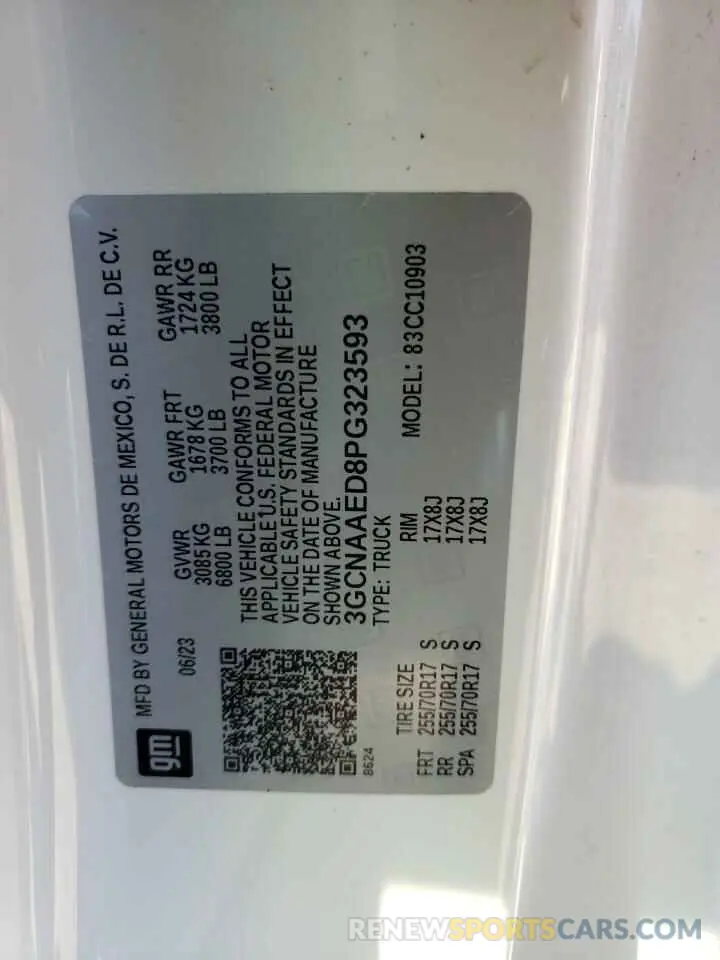 gm
MFD BY GENERAL MOTORS DE MEXICO, S. DE R.L. DE C.V.
06/23
GVWR GAWR FRT GAWR RR
3085 KG 1678 KG 1724 KG
6800 LB 3700 LB 3800 LB
THIS VEHICLE CONFORMS TO ALL
APPLICABLE U.S. FEDERAL MOTOR
VEHICLE SAFETY STANDARDS IN EFFECT
ON THE DATE OF MANUFACTURE
SHOWN ABOVE.
3GCNAAED8PG323593
TYPE: TRUCK MODEL: 83CC10903
8624
TIRE SIZE RIM
FRT 255/70R17 S 17X8J
RR 255/70R17 S 17X8J
SPA 255/70R17 S 17X8J
RENEWSPORTSCARS.COM